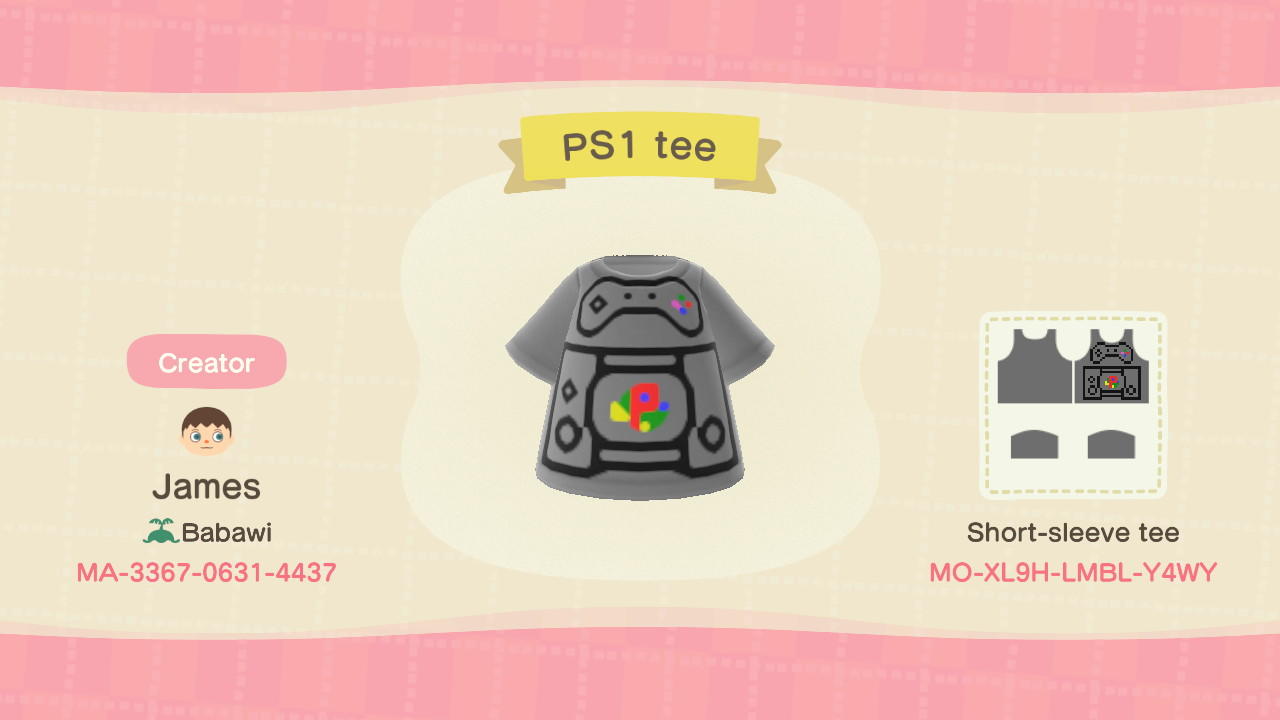 PS1 tee
Creator
James
Babawi
MA-3367-0631-4437
Short-sleeve tee
MO-XL9H-LMBL-Y4WY